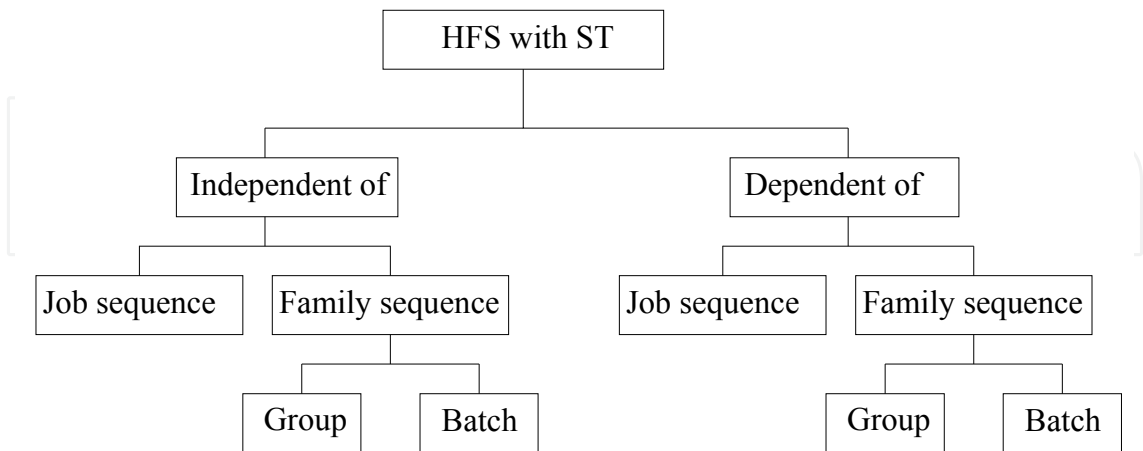 HFS with ST
Independent of
Dependent of
Job sequence
Family sequence
Job sequence
Family sequence
Group
Batch
Group
Batch